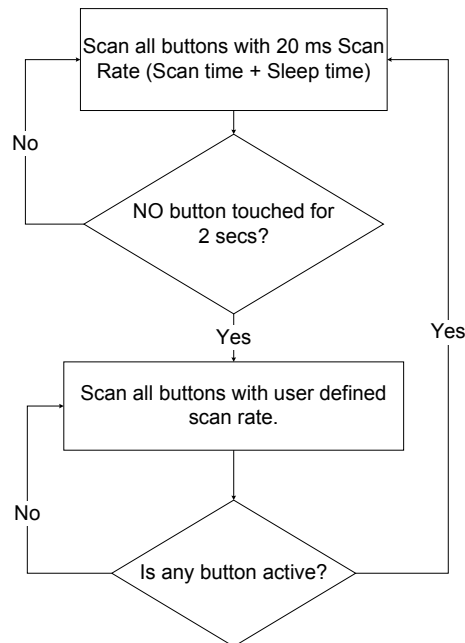 Scan all buttons with 20 ms Scan
Rate (Scan time + Sleep time)
No
NO button touched for
2 secs?
Yes
Yes
Scan all buttons with user defined
scan rate.
No
Is any button active?